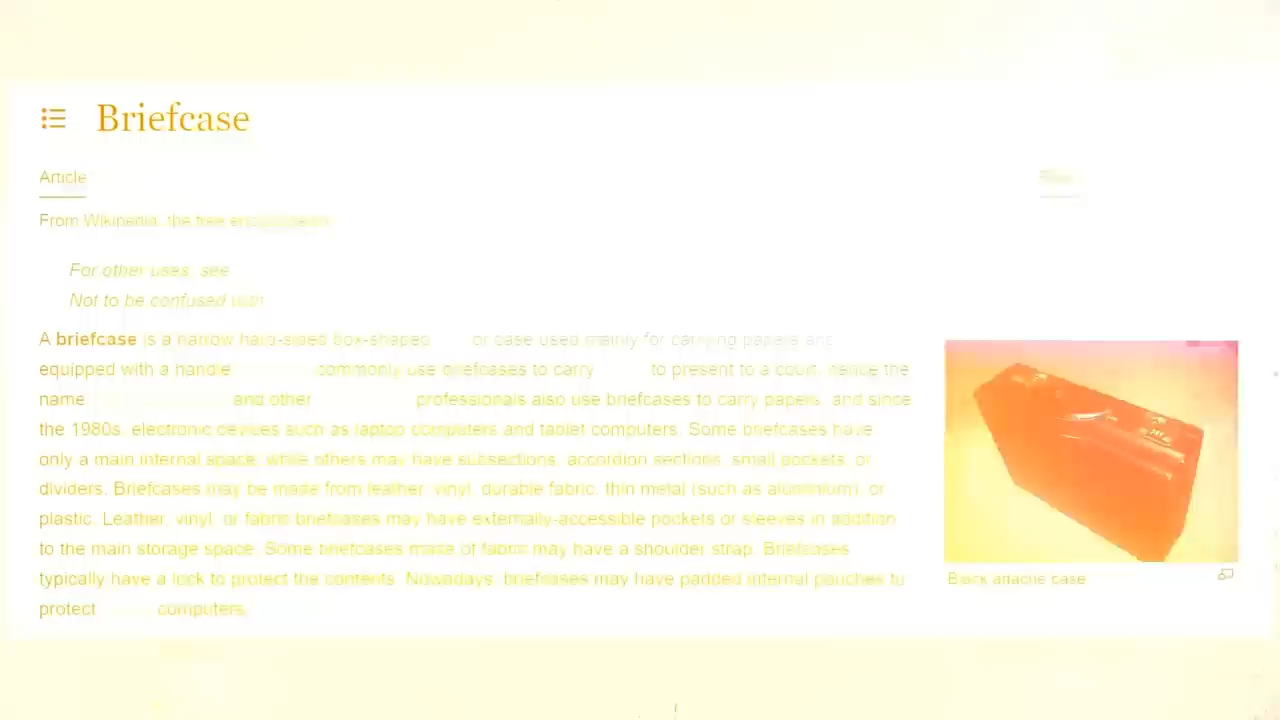 Briefcase
Article
From Wikipedia, the free encyclopedia
For other uses, see
Not to be confused with
A briefcase is a narrow hard-sided box-shaped or case used mainly for carrying papers and
equipped with a handle commonly use briefcases to carry to present to a court, hence the
name and other professionals also use briefcases to carry papers, and since
the 1980s, electronic devices such as laptop computers and tablet computers. Some briefcases have
only a main internal space, while others may have subsections, accordion sections, small pockets, or
dividers. Briefcases may be made from leather, vinyl, durable fabric, thin metal (such as aluminium), or
plastic. Leather, vinyl, or fabric briefcases may have externally-accessible pockets or sleeves in addition
to the main storage space. Some briefcases made of fabric may have a shoulder strap. Briefcases
typically have a lock to protect the contents. Nowadays, briefcases may have padded internal pouches to
protect computers.
Black attache case